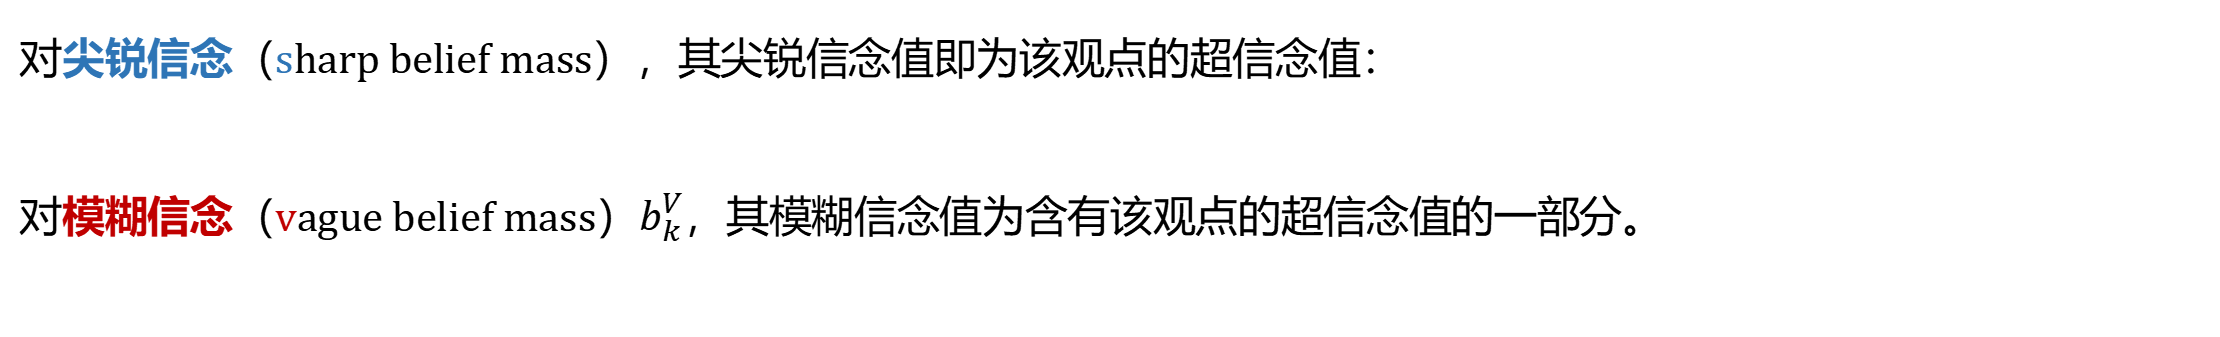 对尖锐信念（sharp belief mass），其尖锐信念值即为该观点的超信念值：
对模糊信念（vague belief mass）$b_k^V$，其模糊信念值为含有该观点的超信念值的一部分。